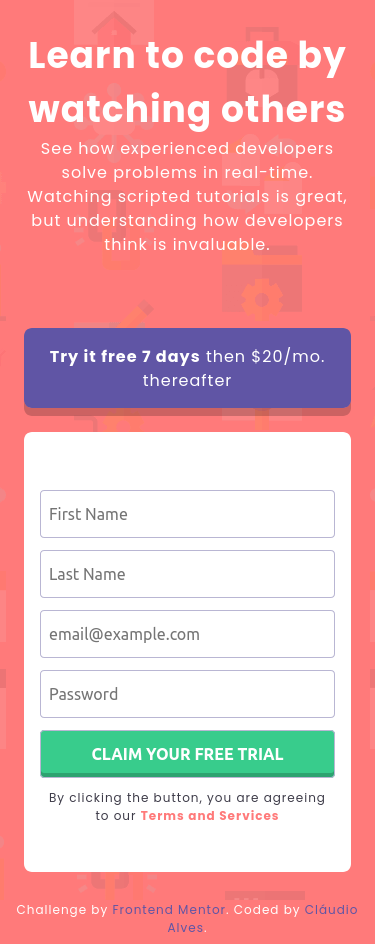 Learn to code by
watching others
See how experienced developers
solve problems in real-time.
Watching scripted tutorials is great,
but understanding how developers
think is invaluable.
Try it free 7 days then $20/mo.
thereafter
First Name
Last Name
email@example.com
Password
CLAIM YOUR FREE TRIAL
By clicking the button, you are agreeing
to our Terms and Services
Challenge by Frontend Mentor. Coded by Cláudio
Alves.